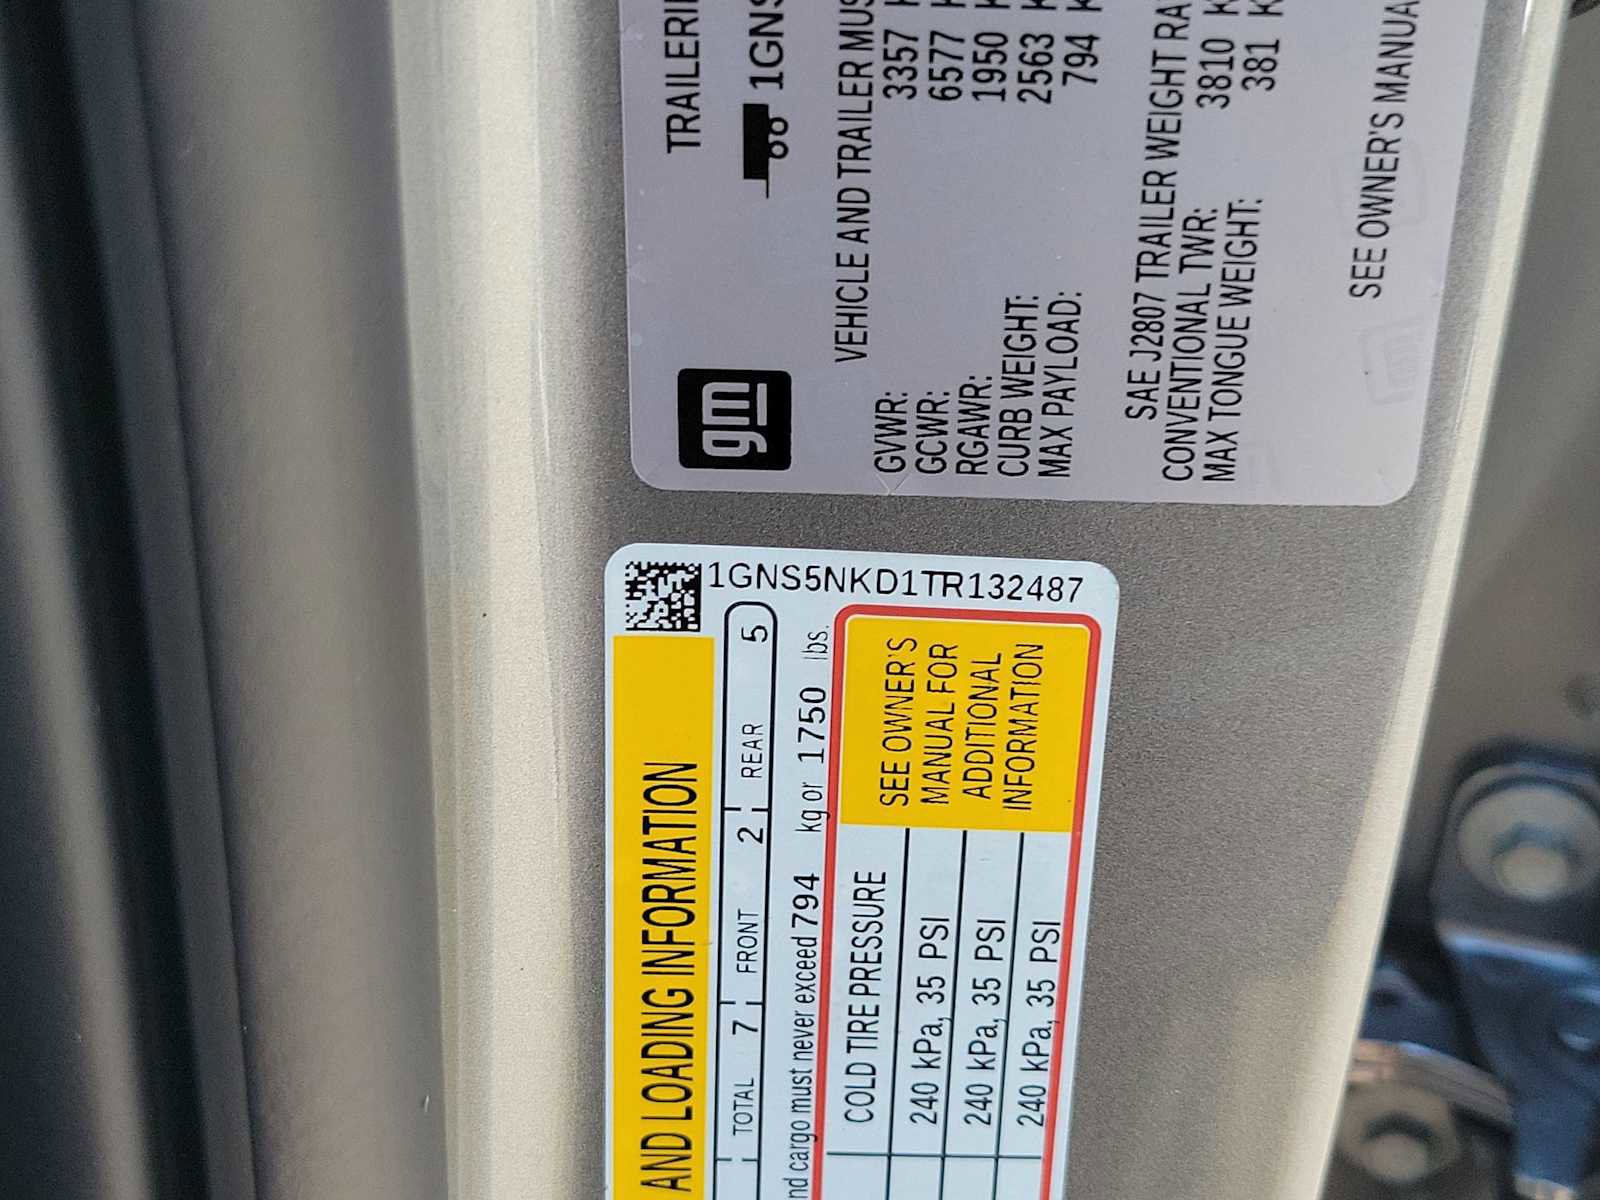 TRAILERI
1GNS
gm
VEHICLE AND TRAILER MUS
GVWR: 3357 K
GCWR: 6577 K
RGAWR: 1950 K
CURB WEIGHT: 2563 K
MAX PAYLOAD: 794 K
SAE J2807 TRAILER WEIGHT RA
CONVENTIONAL TWR: 3810 K
MAX TONGUE WEIGHT: 381 K
SEE OWNER'S MANUA
1GNS5NKD1TR132487
AND LOADING INFORMATION
TOTAL 7 FRONT 2 REAR 5
nd cargo must never exceed 794 kg or 1750 lbs.
COLD TIRE PRESSURE
240 kPa, 35 PSI
240 kPa, 35 PSI
240 kPa, 35 PSI
SEE OWNER'S
MANUAL FOR
ADDITIONAL
INFORMATION